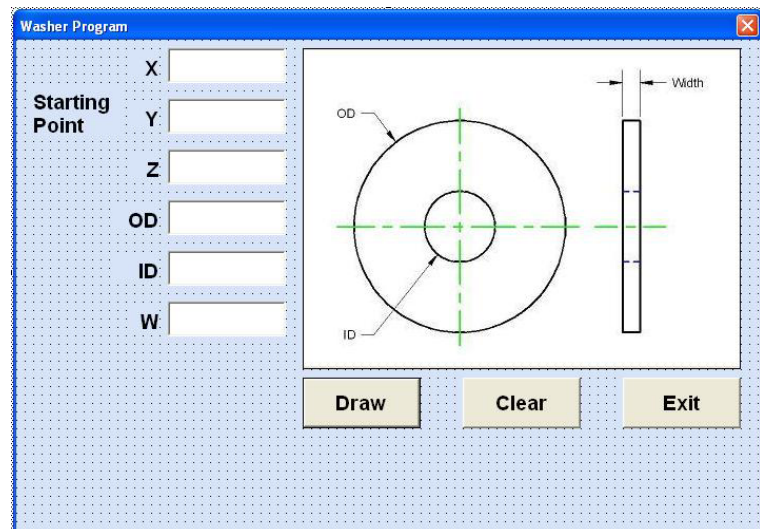 Washer Program
X
Starting
Point
Y
Z
OD
ID
W
OD
Width
ID
Draw
Clear
Exit